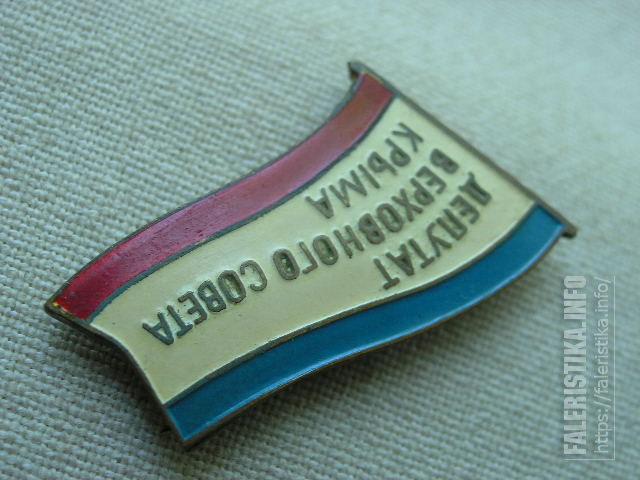 ДЕПУТАТ
ВЕРХОВНОГО СОВЕТА
КРЫМА
FALERISTIKA.INFO
https://faleristika.info/